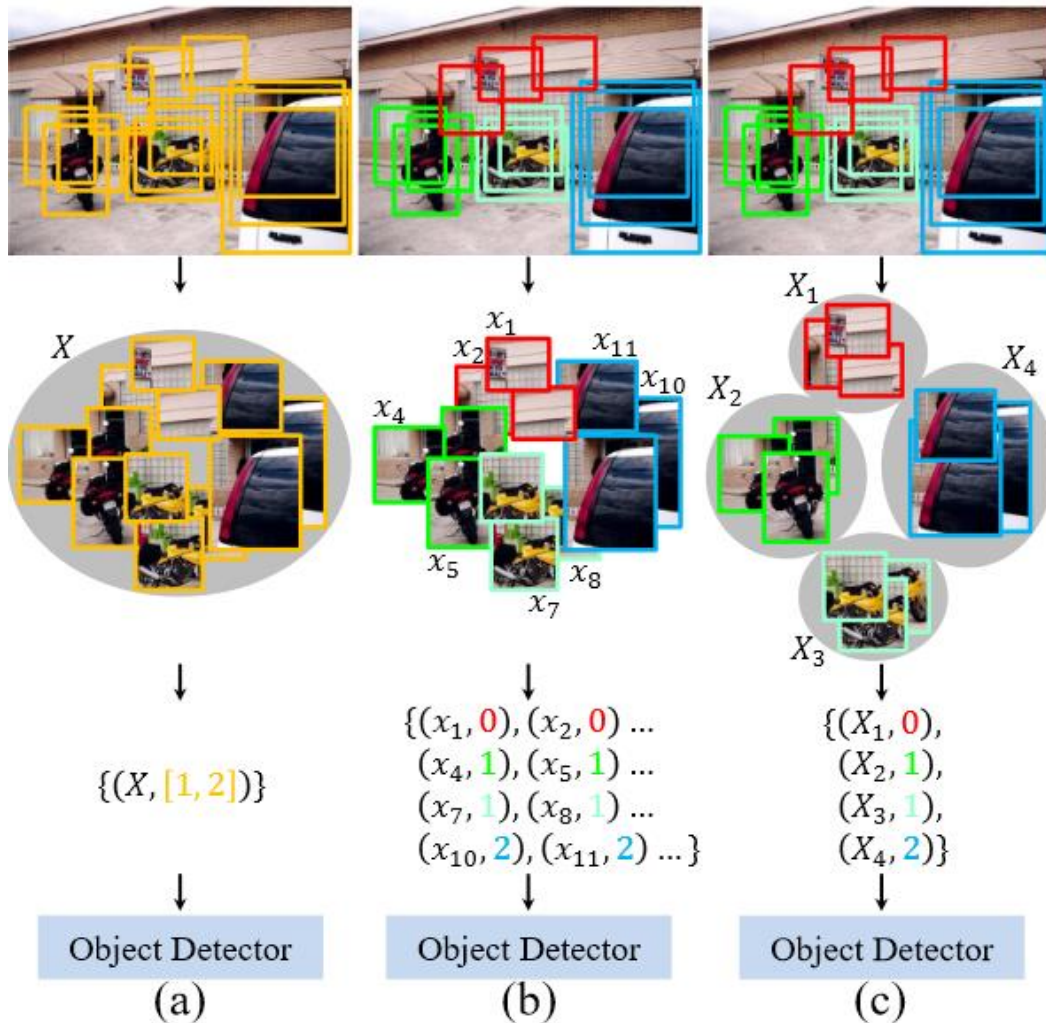 X
{(X, [1, 2])}
Object Detector
(a)
x₁
x₂
x₁₁
x₁₀
x₄
x₅
x₈
x₇
{(x₁, 0), (x₂, 0) ...
(x₄, 1), (x₅, 1) ...
(x₇, 1), (x₈, 1) ...
(x₁₀, 2), (x₁₁, 2) ... }
Object Detector
(b)
X₁
X₄
X₂
X₃
{(X₁, 0),
(X₂, 1),
(X₃, 1),
(X₄, 2)}
Object Detector
(c)